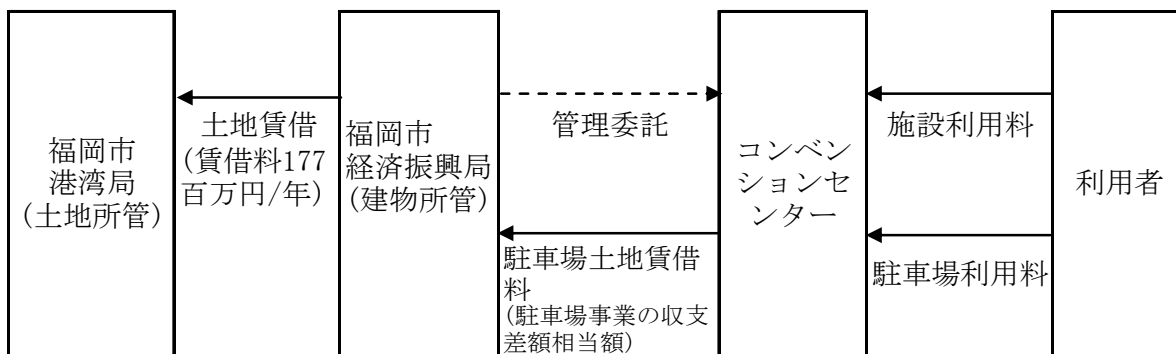 福岡市
港湾局
(土地所管)
土地賃借
(賃借料177
百万円/年)
福岡市
経済振興局
(建物所管)
管理委託
駐車場土地賃借
料
(駐車場事業の収支
差額相当額)
コンベン
ションセ
ンター
施設利用料
駐車場利用料
利用者